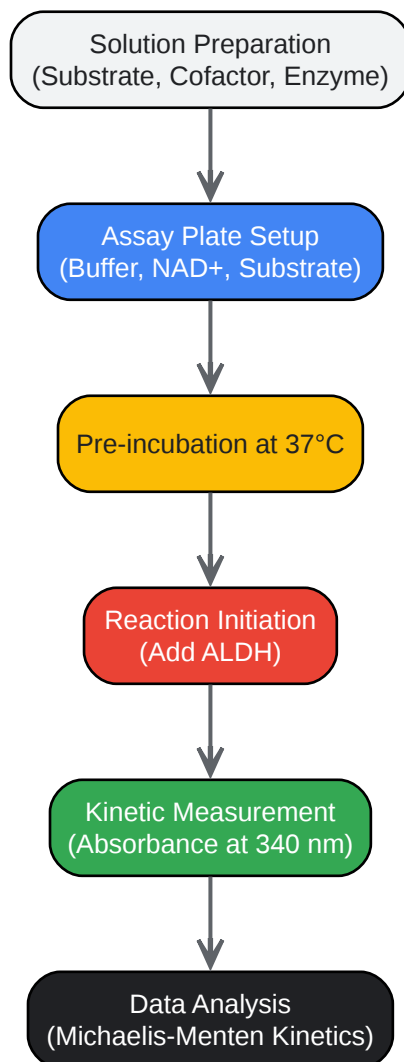 Solution Preparation
(Substrate, Cofactor, Enzyme)
Assay Plate Setup
(Buffer, NAD+, Substrate)
Pre-incubation at 37°C
Reaction Initiation
(Add ALDH)
Kinetic Measurement
(Absorbance at 340 nm)
Data Analysis
(Michaelis-Menten Kinetics)